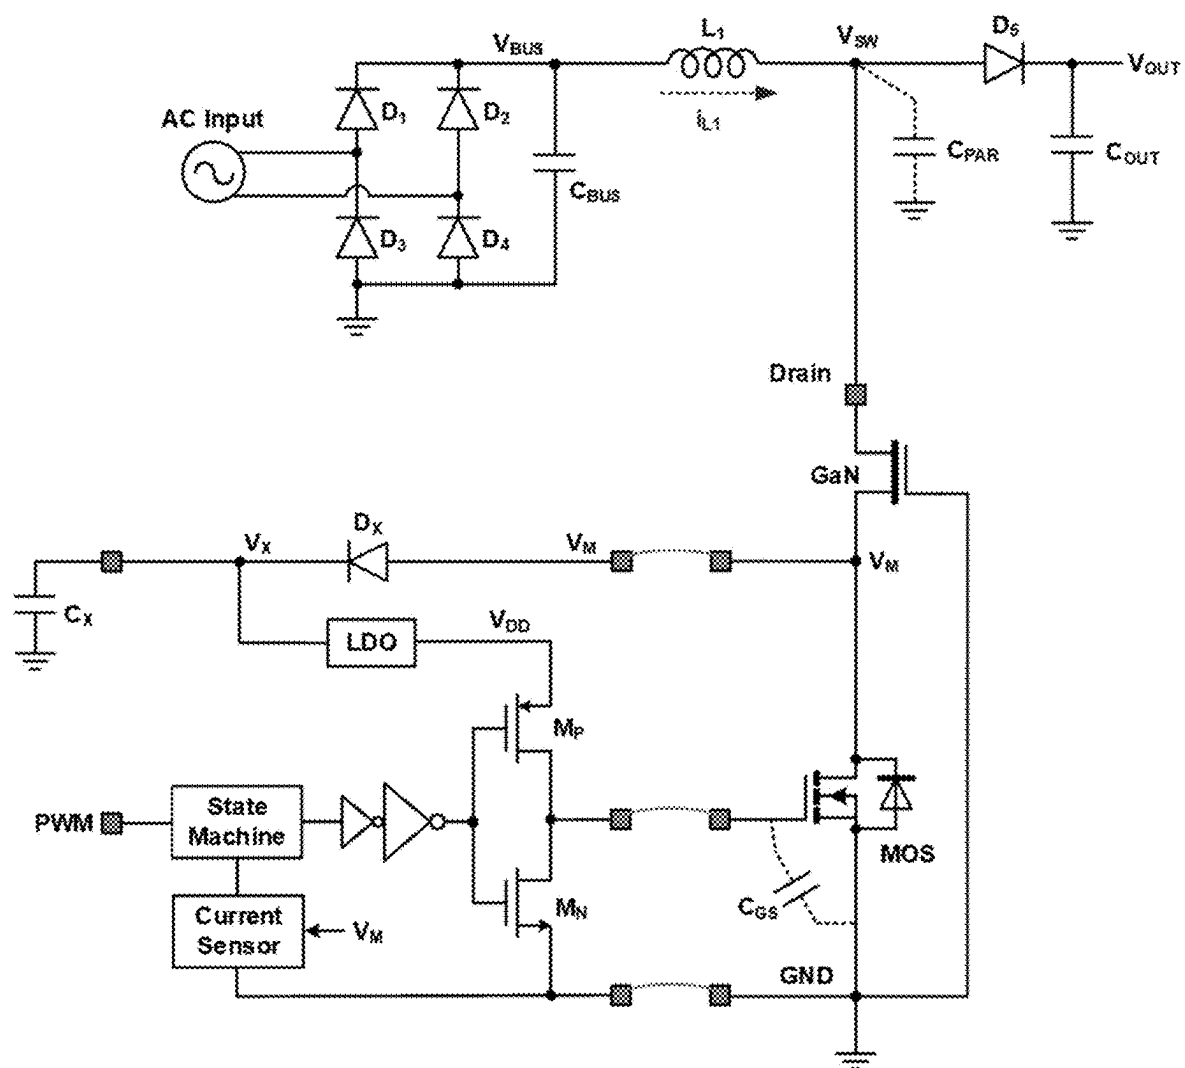 L1
VBUS
VSW
D5
VOUT
AC Input
D1
D2
iL1
CPAR
COUT
CBUS
D3
D4
Drain
GaN
DX
VX
VM
VM
CX
VDD
LDO
MP
State
Machine
PWM
MOS
Current
Sensor
VM
MN
CGS
GND